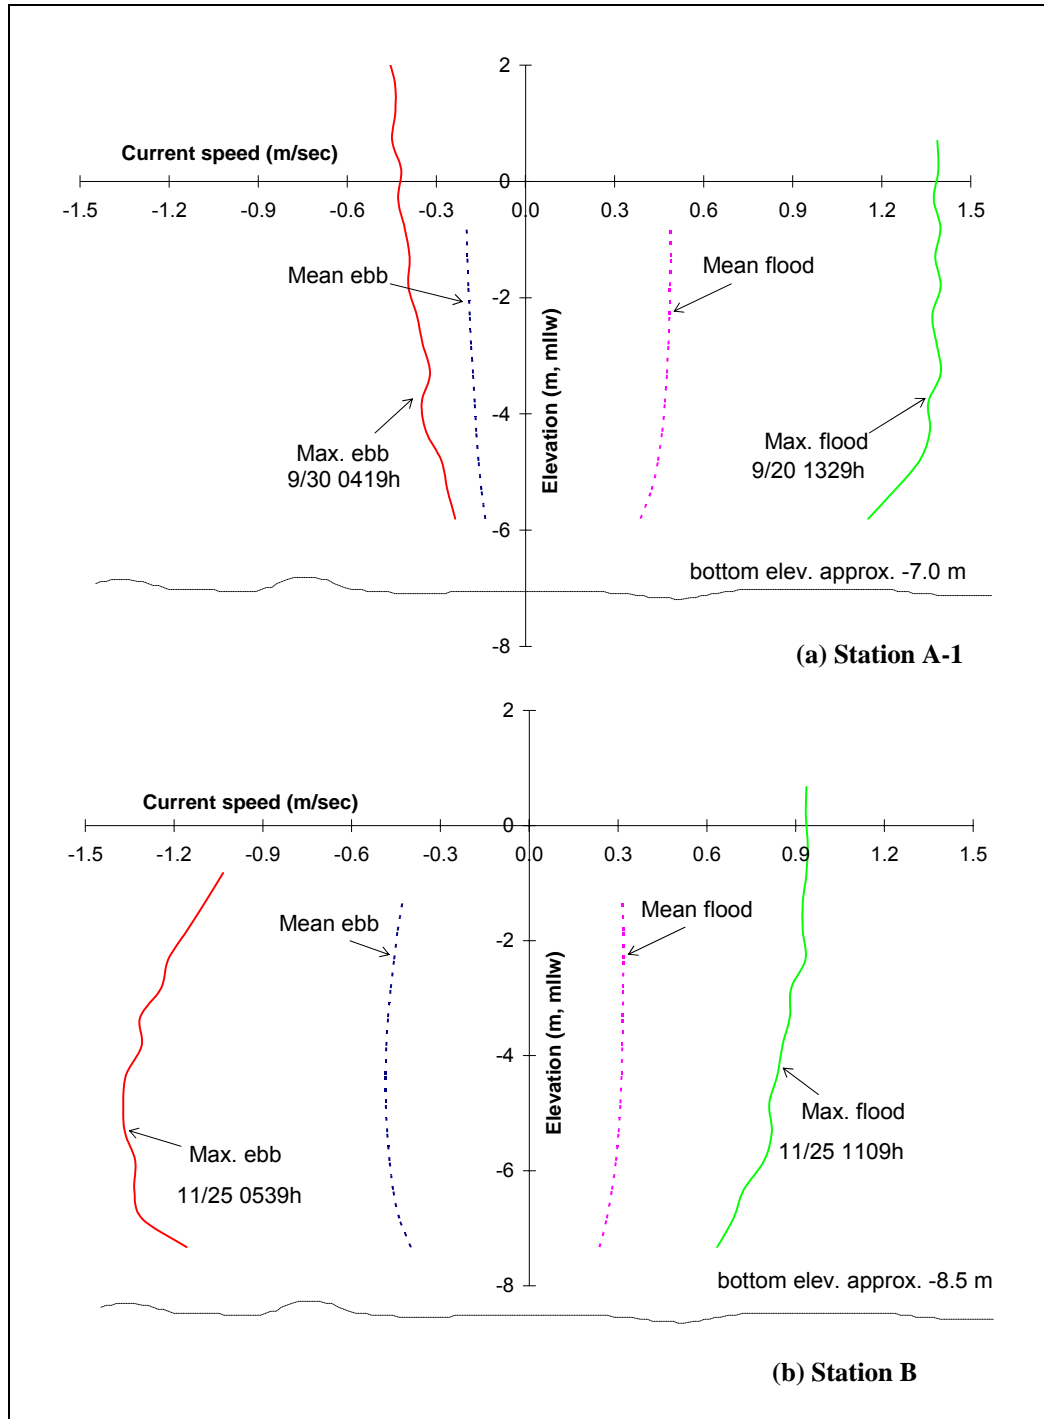 2
Current speed (m/sec)
0
-1.5 -1.2 -0.9 -0.6 -0.3 0.0 0.3 0.6 0.9 1.2 1.5
Mean ebb
Mean flood
-2
Elevation (m, mllw)
-4
Max. ebb
9/30 0419h
Max. flood
9/20 1329h
-6
bottom elev. approx. -7.0 m
-8
(a) Station A-1
2
Current speed (m/sec)
0
-1.5 -1.2 -0.9 -0.6 -0.3 0.0 0.3 0.6 0.9 1.2 1.5
Mean ebb
Mean flood
-2
Elevation (m, mllw)
-4
Max. flood
11/25 1109h
Max. ebb
11/25 0539h
-6
-8
bottom elev. approx. -8.5 m
(b) Station B